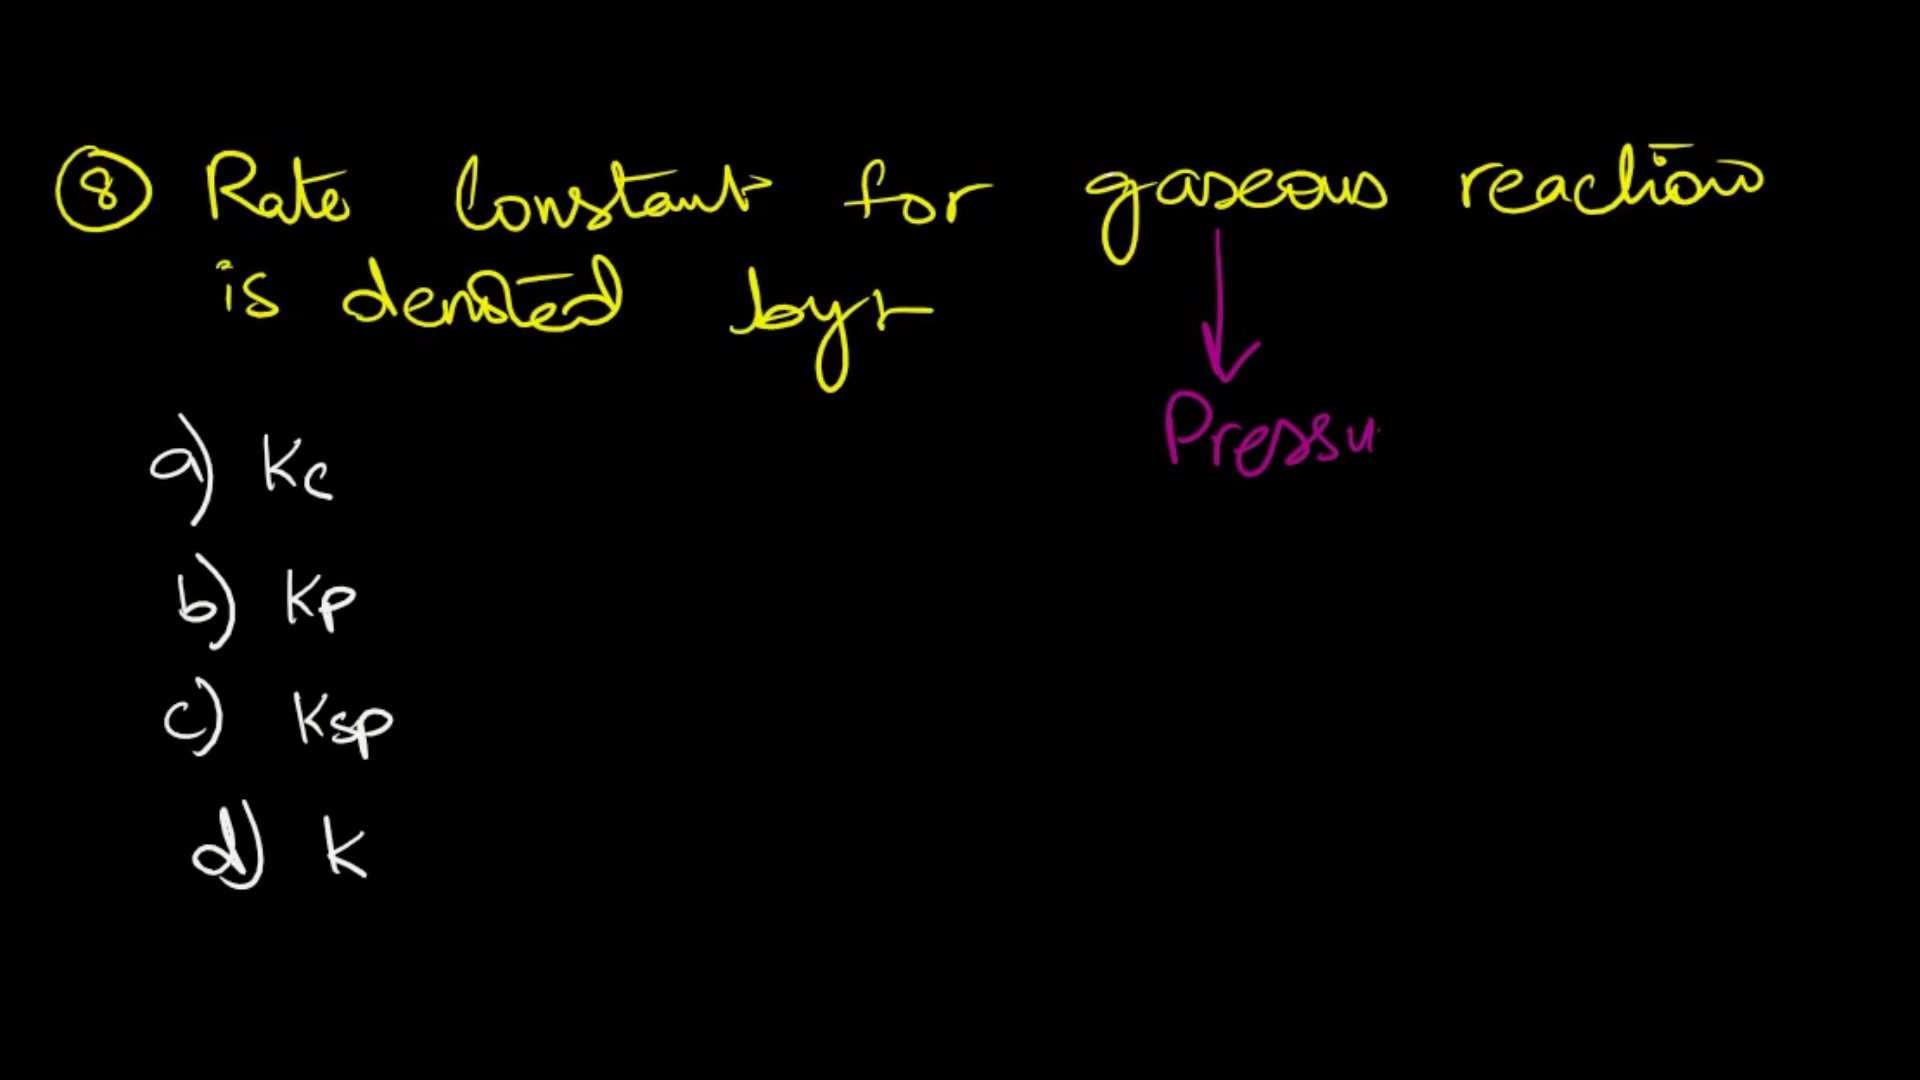 ⑧ Rate Constant for gaseous reaction
is denoted by:-
Pressu
a) Kc
b) Kp
c) Ksp
d) K